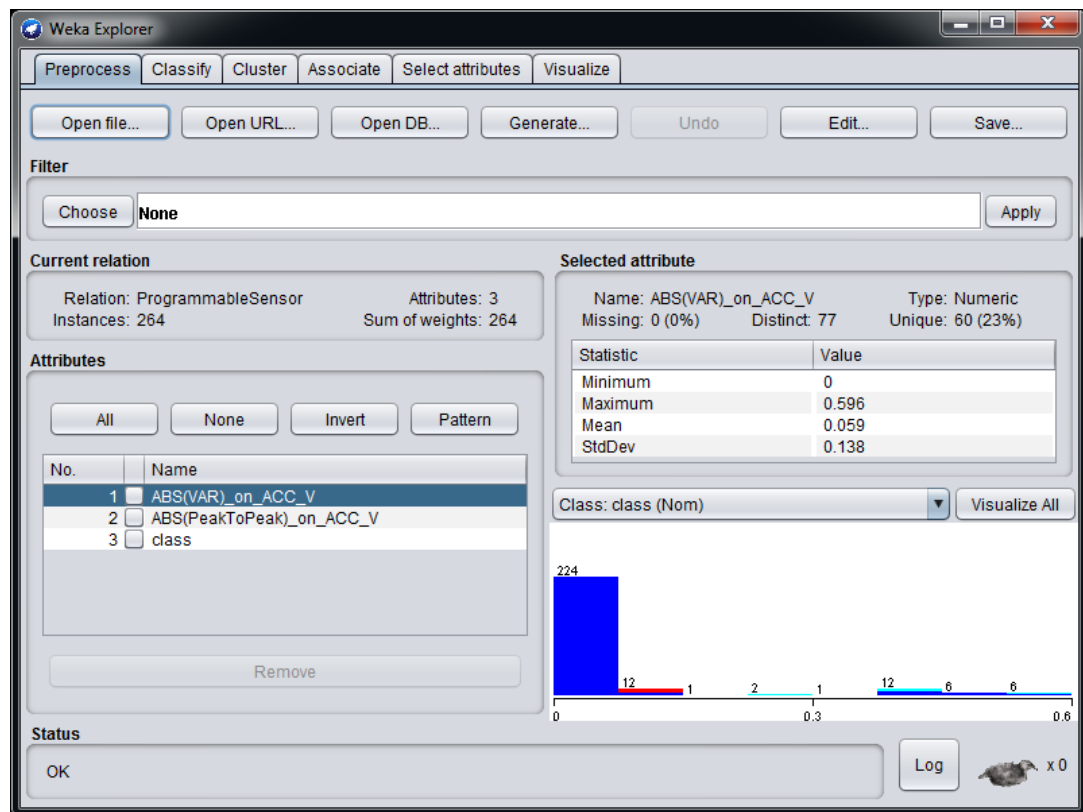 Weka Explorer
Preprocess Classify Cluster Associate Select attributes Visualize
Open file... Open URL... Open DB... Generate... Undo Edit... Save...
Filter
Choose None Apply
Current relation
Relation: ProgrammableSensor Attributes: 3
Instances: 264 Sum of weights: 264
Selected attribute
Name: ABS(VAR)_on_ACC_V Type: Numeric
Missing: 0 (0%) Distinct: 77 Unique: 60 (23%)
Statistic Value
Minimum 0
Maximum 0.596
Mean 0.059
StdDev 0.138
Attributes
All None Invert Pattern
No. Name
1 ABS(VAR)_on_ACC_V
2 ABS(PeakToPeak)_on_ACC_V
3 class
Remove
Class: class (Nom) Visualize All
224
12 1 2 1 12 6 6
0 0.3 0.6
Status
OK Log x 0